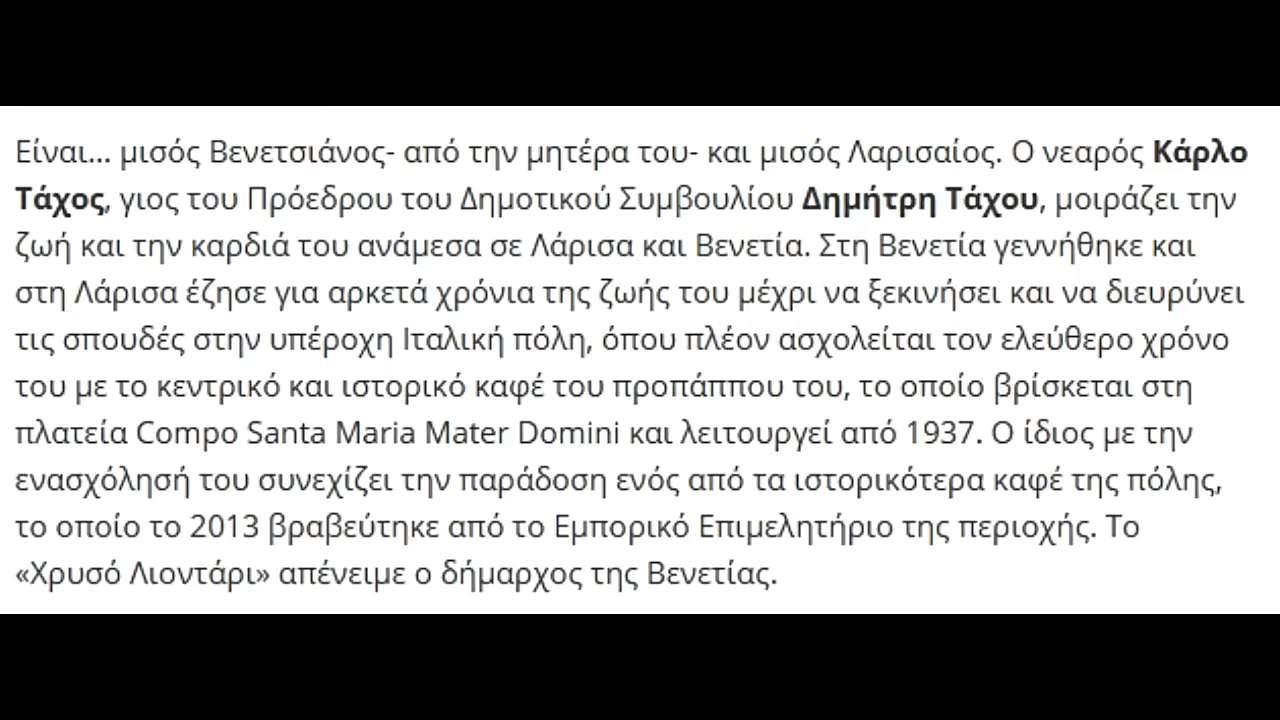 Είναι... μισός Βενετσιάνος- από την μητέρα του- και μισός Λαρισαίος. Ο νεαρός Κάρλο
Τάχος, γιος του Πρόεδρου του Δημοτικού Συμβουλίου Δημήτρη Τάχου, μοιράζει την
ζωή και την καρδιά του ανάμεσα σε Λάρισα και Βενετία. Στη Βενετία γεννήθηκε και
στη Λάρισα έζησε για αρκετά χρόνια της ζωής του μέχρι να ξεκινήσει και να διευρύνει
τις σπουδές στην υπέροχη Ιταλική πόλη, όπου πλέον ασχολείται τον ελεύθερο χρόνο
του με το κεντρικό και ιστορικό καφέ του προπάππου του, το οποίο βρίσκεται στη
πλατεία Compo Santa Maria Mater Domini και λειτουργεί από 1937. Ο ίδιος με την
ενασχόλησή του συνεχίζει την παράδοση ενός από τα ιστορικότερα καφέ της πόλης,
το οποίο το 2013 βραβεύτηκε από το Εμπορικό Επιμελητήριο της περιοχής. Το
«Χρυσό Λιοντάρι» απένειμε ο δήμαρχος της Βενετίας.